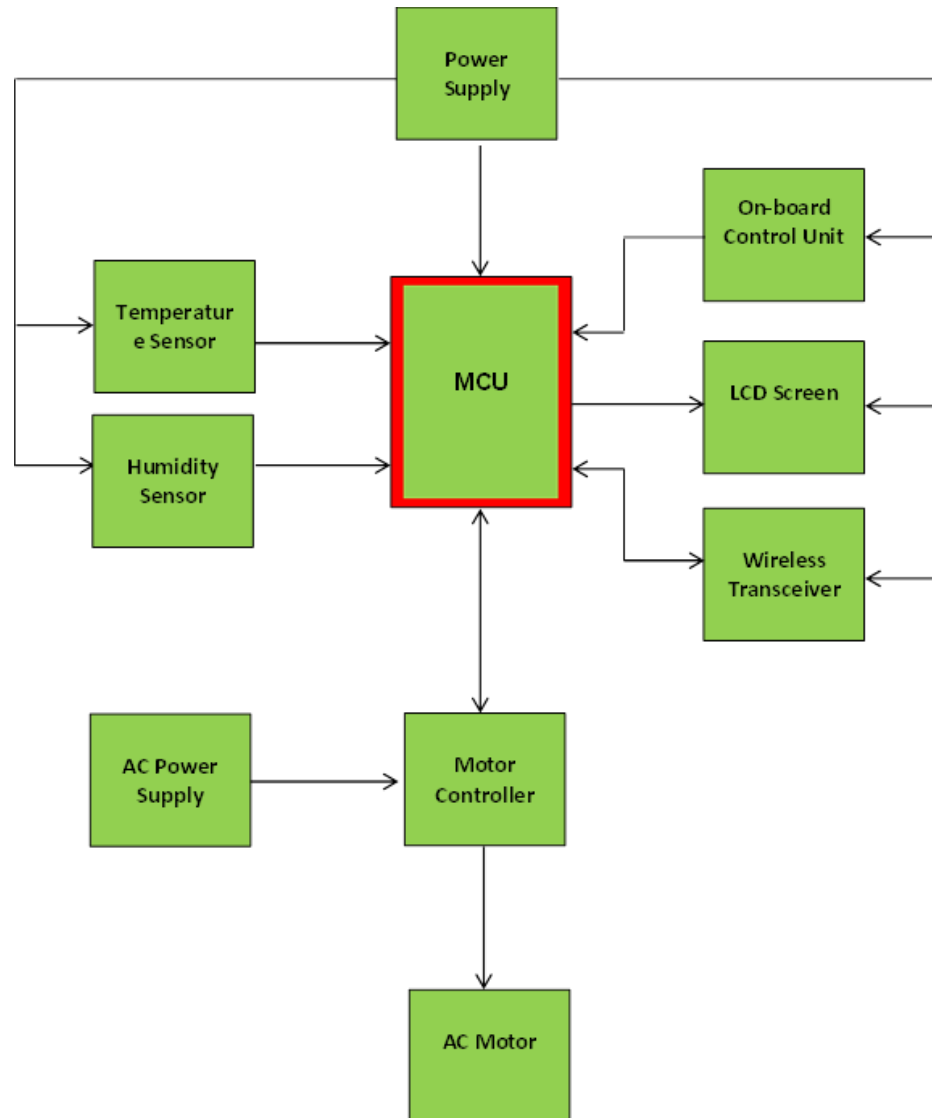 Power
Supply
On-board
Control Unit
Temperatur
e Sensor
MCU
LCD Screen
Humidity
Sensor
Wireless
Transceiver
AC Power
Supply
Motor
Controller
AC Motor